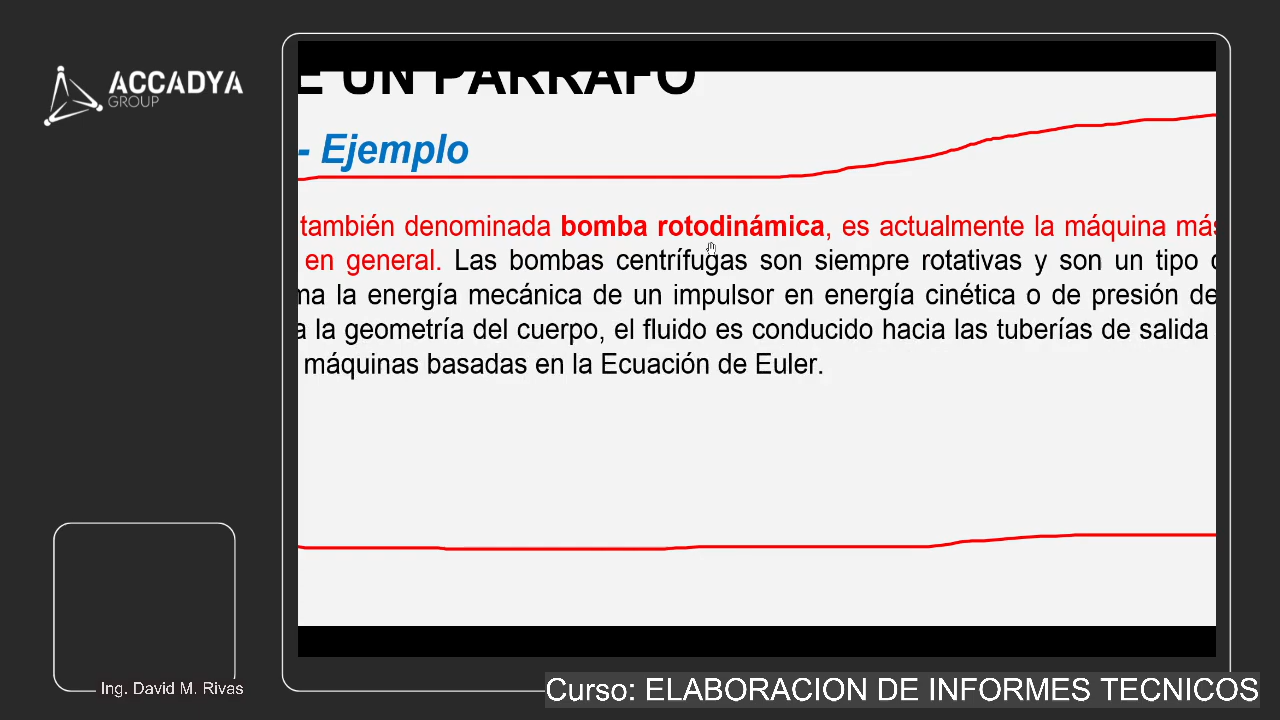 ACCADYA
GROUP
E UN PÁRRAFO
- Ejemplo
también denominada bomba rotodinámica, es actualmente la máquina más
en general. Las bombas centrífugas son siempre rotativas y son un tipo
la energía mecánica de un impulsor en energía cinética o de presión de
a la geometría del cuerpo, el fluido es conducido hacia las tuberías de salida
máquinas basadas en la Ecuación de Euler.
Ing. David M. Rivas
Curso: ELABORACION DE INFORMES TECNICOS